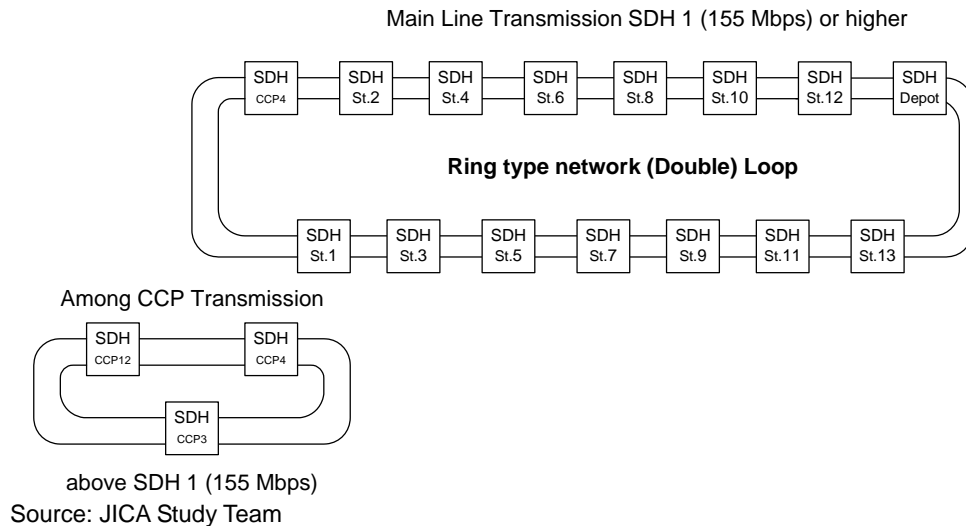 Main Line Transmission SDH 1 (155 Mbps) or higher
SDH
CCP4
SDH
St.2
SDH
St.4
SDH
St.6
SDH
St.8
SDH
St.10
SDH
St.12
SDH
Depot
Ring type network (Double) Loop
SDH
St.1
SDH
St.3
SDH
St.5
SDH
St.7
SDH
St.9
SDH
St.11
SDH
St.13
Among CCP Transmission
SDH
CCP12
SDH
CCP4
SDH
CCP3
above SDH 1 (155 Mbps)
Source: JICA Study Team